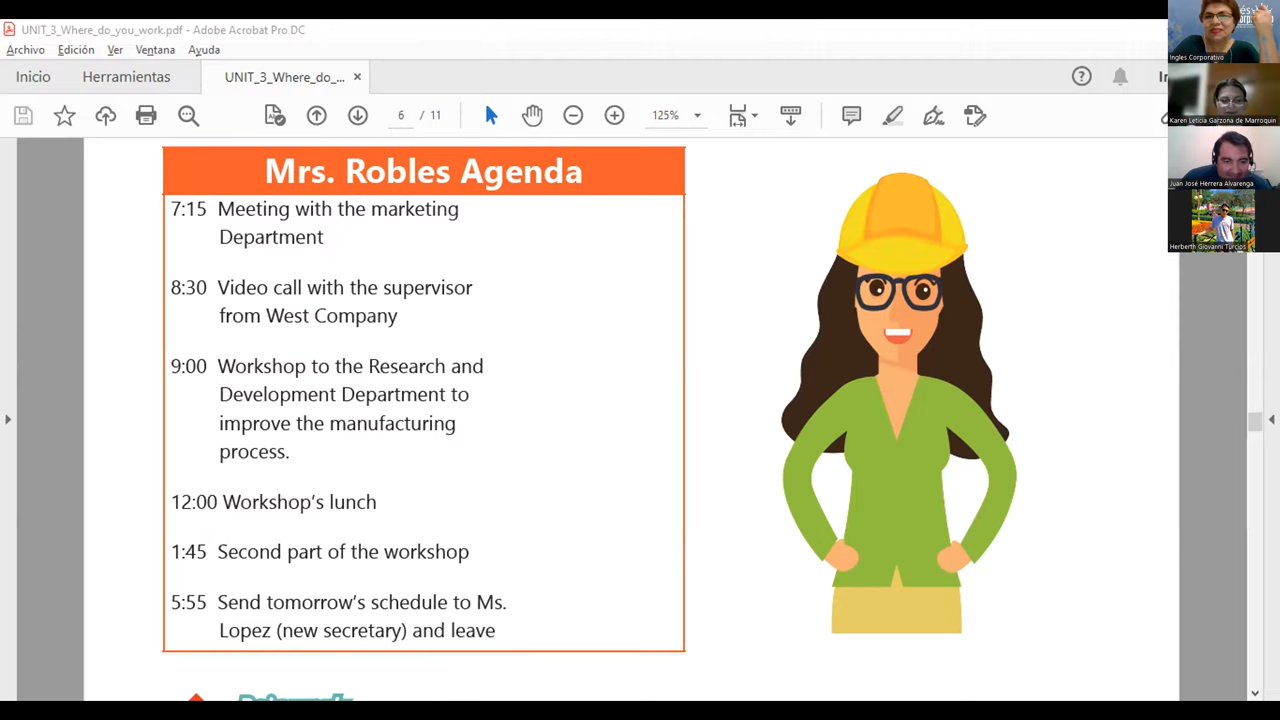 UNIT_3_Where_do_you_work.pdf - Adobe Acrobat Pro DC
Archivo Edición Ver Ventana Ayuda
Inicio Herramientas UNIT_3_Where_do_... ×
6 / 11 125%
Mrs. Robles Agenda
7:15 Meeting with the marketing
Department
8:30 Video call with the supervisor
from West Company
9:00 Workshop to the Research and
Development Department to
improve the manufacturing
process.
12:00 Workshop's lunch
1:45 Second part of the workshop
5:55 Send tomorrow's schedule to Ms.
Lopez (new secretary) and leave
Ingles Corporativo
Karen Leticia Garzona de Marroquin
Juan José Herrera Alvarenga
Herberth Giovanni Turcios